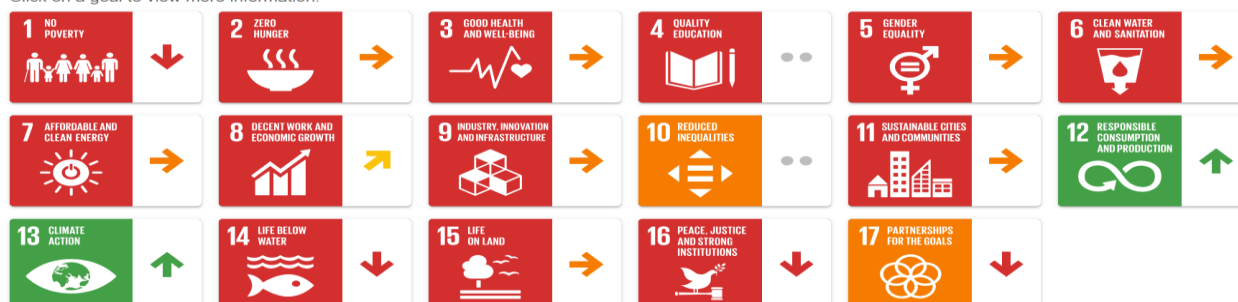 Click on a goal to view more information.
1 NO
POVERTY
2 ZERO
HUNGER
3 GOOD HEALTH
AND WELL-BEING
4 QUALITY
EDUCATION
5 GENDER
EQUALITY
6 CLEAN WATER
AND SANITATION
7 AFFORDABLE AND
CLEAN ENERGY
8 DECENT WORK AND
ECONOMIC GROWTH
9 INDUSTRY, INNOVATION
AND INFRASTRUCTURE
10 REDUCED
INEQUALITIES
11 SUSTAINABLE CITIES
AND COMMUNITIES
12 RESPONSIBLE
CONSUMPTION
AND PRODUCTION
13 CLIMATE
ACTION
14 LIFE BELOW
WATER
15 LIFE
ON LAND
16 PEACE, JUSTICE
AND STRONG
INSTITUTIONS
17 PARTNERSHIPS
FOR THE GOALS